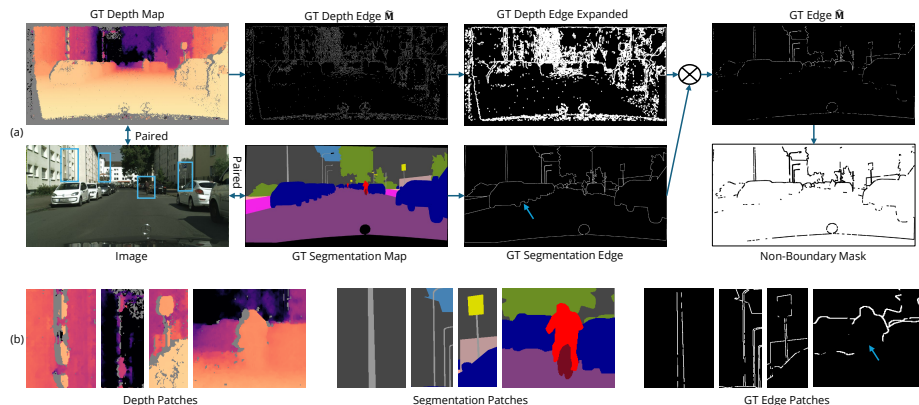 GT Depth Map
GT Depth Edge M̃
GT Depth Edge Expanded
GT Edge M̂
(a)
Paired
Paired
Image
GT Segmentation Map
GT Segmentation Edge
Non-Boundary Mask
(b)
Depth Patches
Segmentation Patches
GT Edge Patches